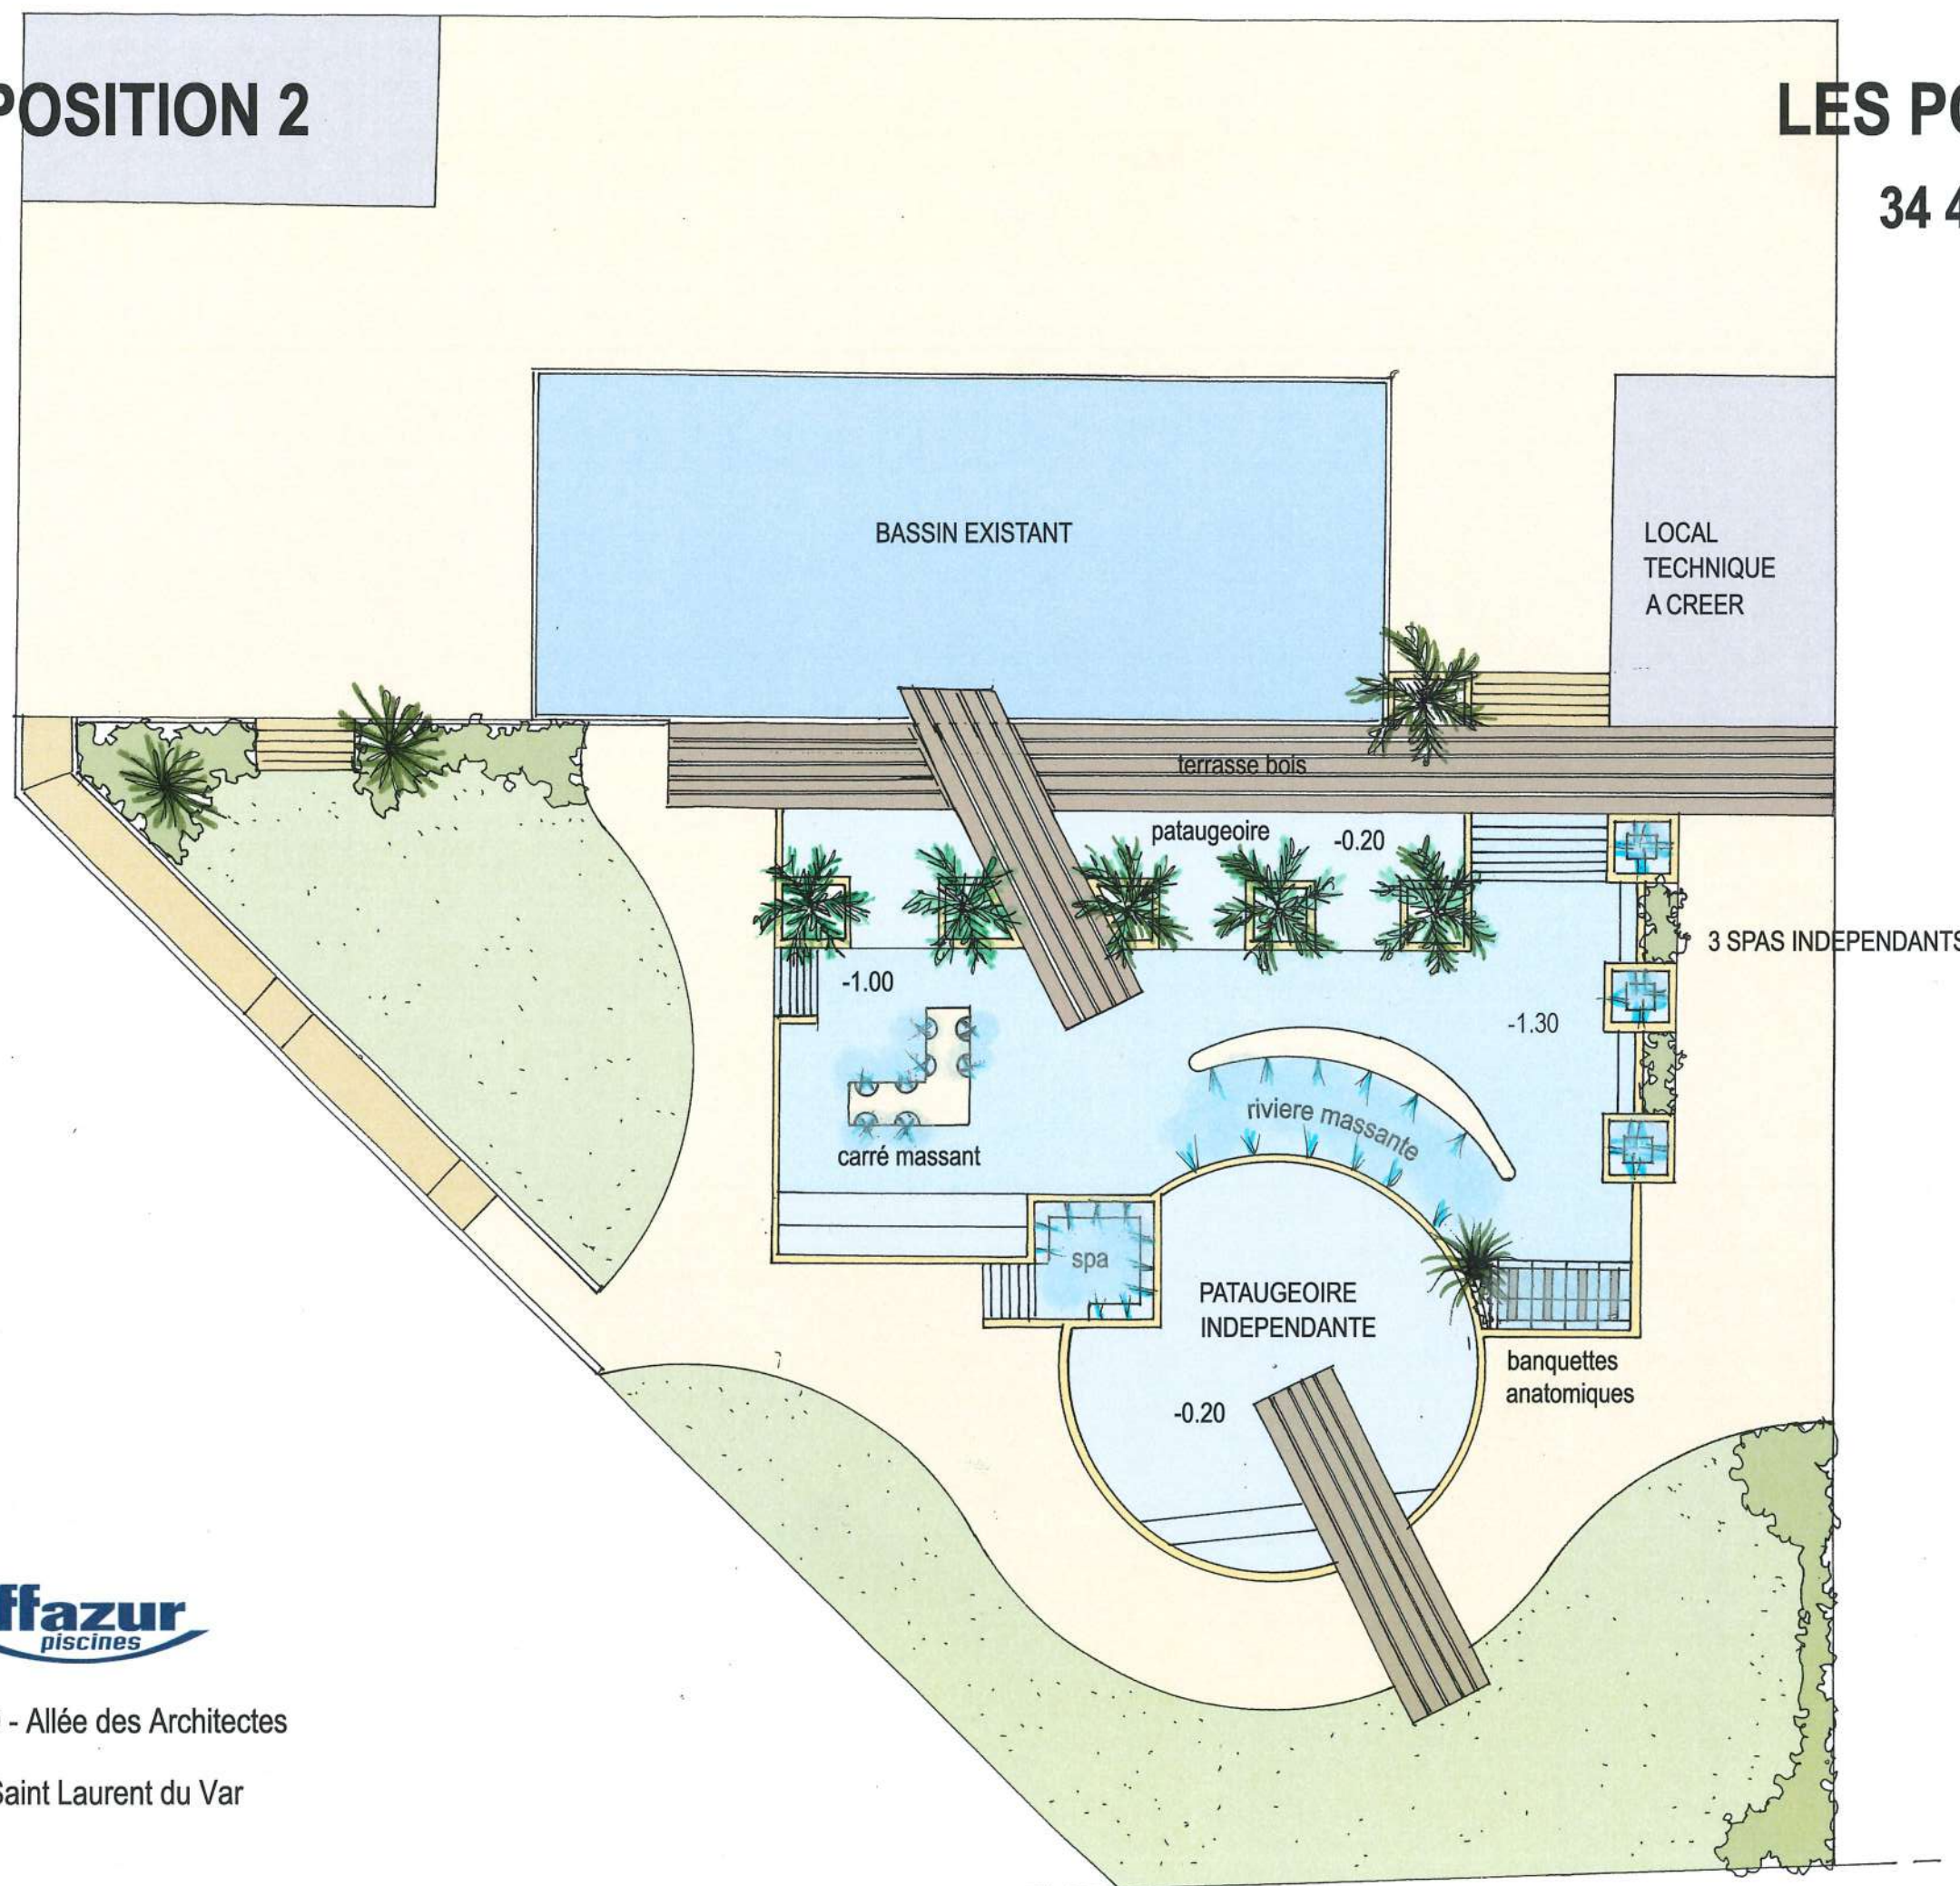 POSITION 2
LES PO
34 4
BASSIN EXISTANT
LOCAL
TECHNIQUE
A CREER
terrasse bois
pataugeoire
-0.20
3 SPAS INDEPENDANTS
-1.00
-1.30
riviere massante
carré massant
spa
PATAUGEOIRE
INDEPENDANTE
banquettes
anatomiques
-0.20
ffazur
piscines
- Allée des Architectes
Saint Laurent du Var